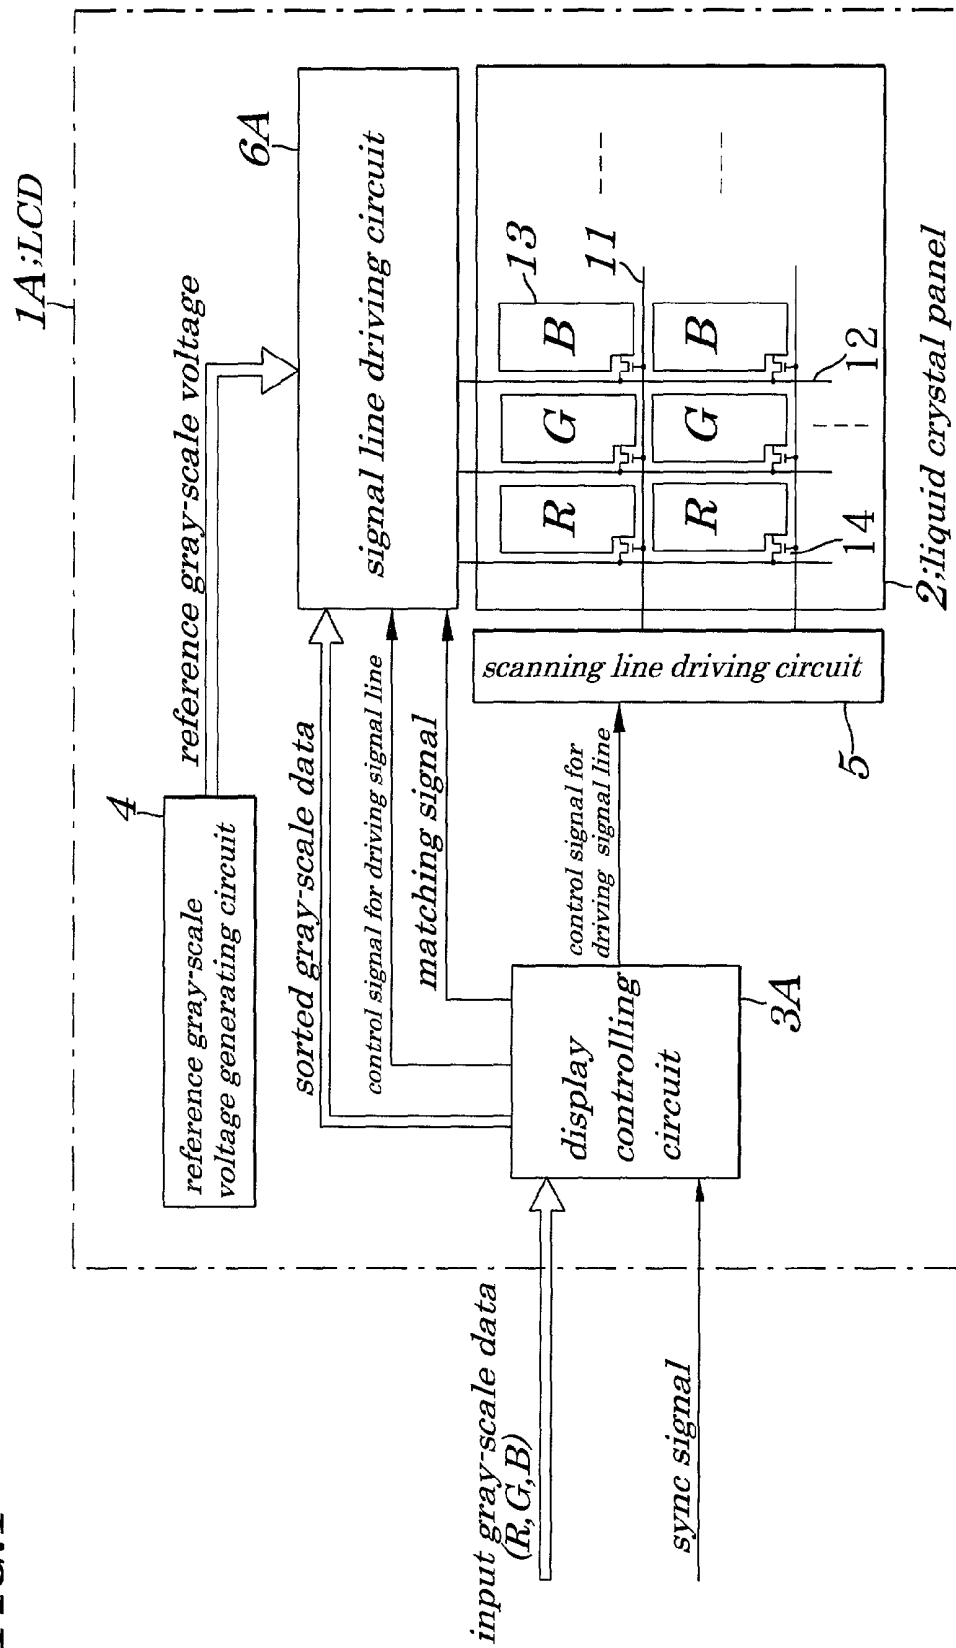 1A;LCD
4
reference gray-scale
voltage generating circuit
reference gray-scale voltage
6A
signal line driving circuit
sorted gray-scale data
control signal for driving signal line
matching signal
input gray-scale data
(R,G,B)
sync signal
display
controlling
circuit
3A
control signal for
driving signal line
scanning line driving circuit
5
R
G
B
13
11
R
G
B
14
12
2;liquid crystal panel